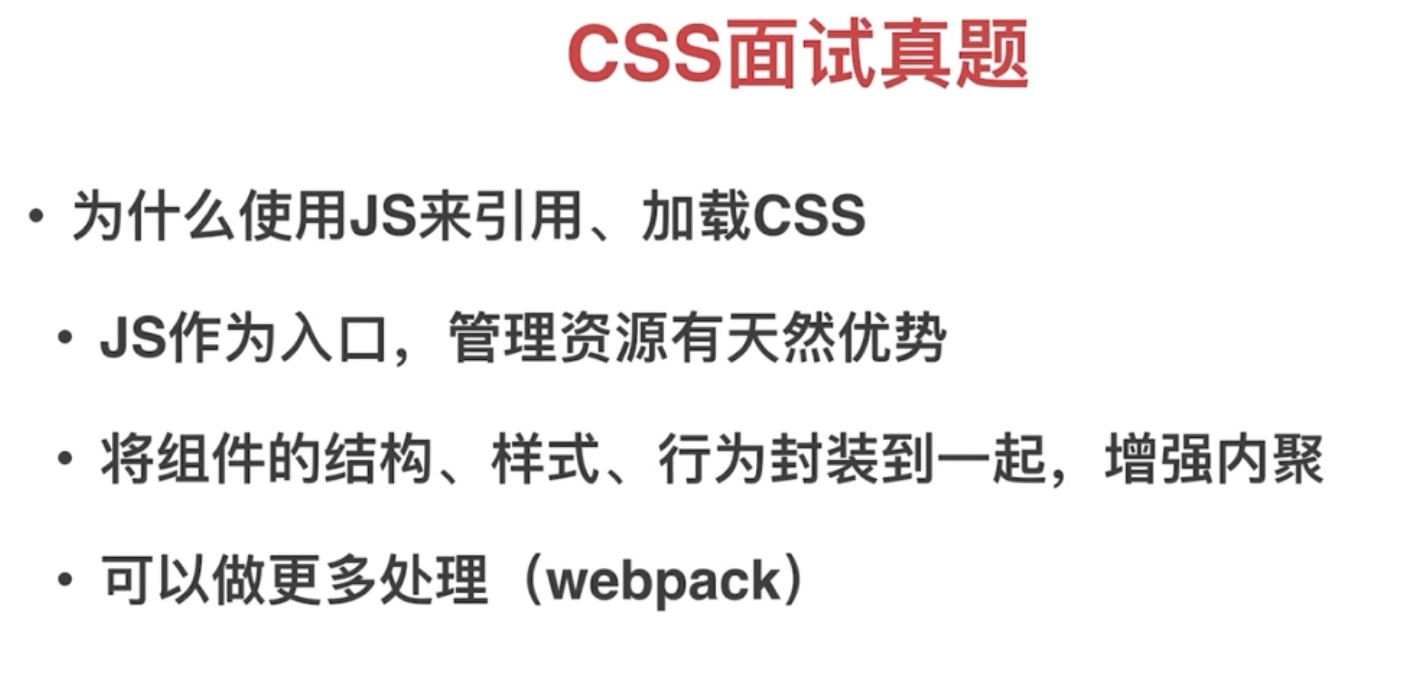 CSS面试真题
• 为什么使用JS来引用、加载CSS
• JS作为入口，管理资源有天然优势
• 将组件的结构、样式、行为封装到一起，增强内聚
• 可以做更多处理（webpack）